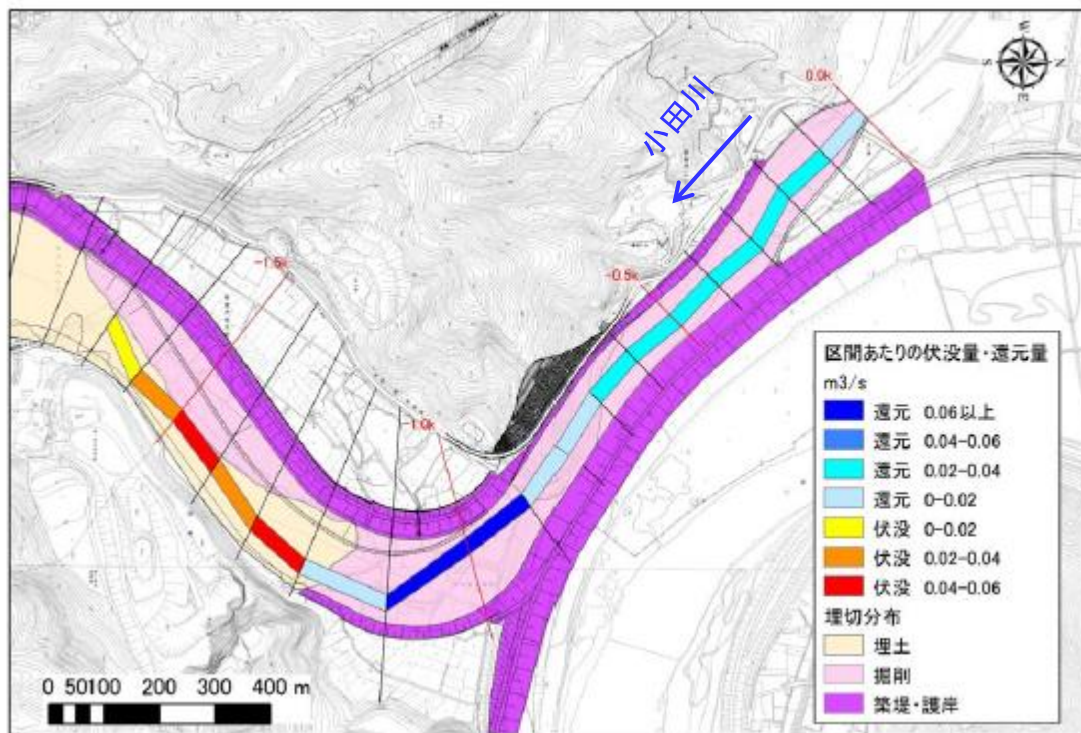 小田川
W
S
N
E
0.0k
-0.5k
-1.0k
-1.5k
区間あたりの伏没量・還元量
m3/s
還元 0.06以上
還元 0.04-0.06
還元 0.02-0.04
還元 0-0.02
伏没 0-0.02
伏没 0.02-0.04
伏没 0.04-0.06
埋切分布
埋土
掘削
築堤・護岸
0 50100 200 300 400 m